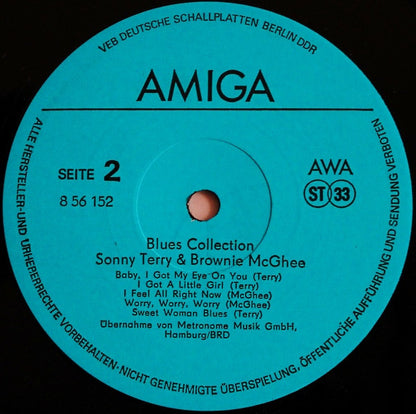 VEB DEUTSCHE SCHALLPLATTEN BERLIN DDR
AMIGA
SEITE 2
8 56 152
AWA
ST 33
Blues Collection
Sonny Terry & Brownie McGhee
Baby, I Got My Eye On You (Terry)
I Got A Little Girl (Terry)
I Feel All Right Now (McGhee)
Worry, Worry, Worry (McGhee)
Sweet Woman Blues (Terry)
Übernahme von Metronome Musik GmbH,
Hamburg/BRD
ALLE HERSTELLER-UND URHEBERRECHTE VORBEHALTEN·NICHT GENEHMIGTE ÜBERSPIELUNG, ÖFFENTLICHE AUFFÜHRUNG UND SENDUNG VERBOTEN